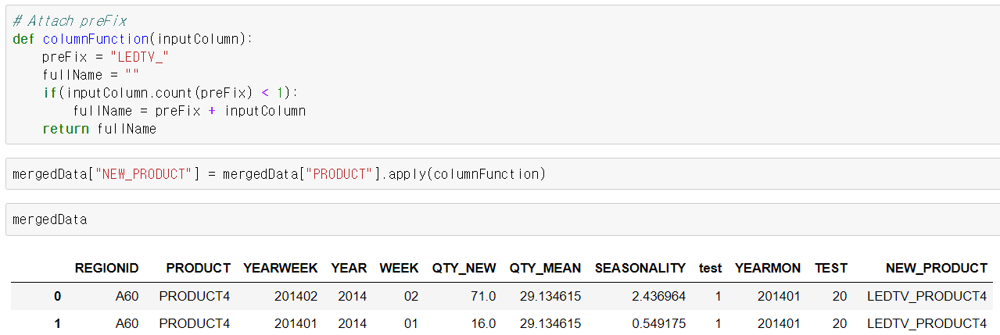 # Attach preFix
def columnFunction(inputColumn):
    preFix = "LEDTV_"
    fullName = ""
    if(inputColumn.count(preFix) < 1):
        fullName = preFix + inputColumn
    return fullName
mergedData["NEW_PRODUCT"] = mergedData["PRODUCT"].apply(columnFunction)
mergedData
REGIONID PRODUCT YEARWEEK YEAR WEEK QTY_NEW QTY_MEAN SEASONALITY test YEARMON TEST NEW_PRODUCT
0 A60 PRODUCT4 201402 2014 02 71.0 29.134615 2.436964 1 201401 20 LEDTV_PRODUCT4
1 A60 PRODUCT4 201401 2014 01 16.0 29.134615 0.549175 1 201401 20 LEDTV_PRODUCT4